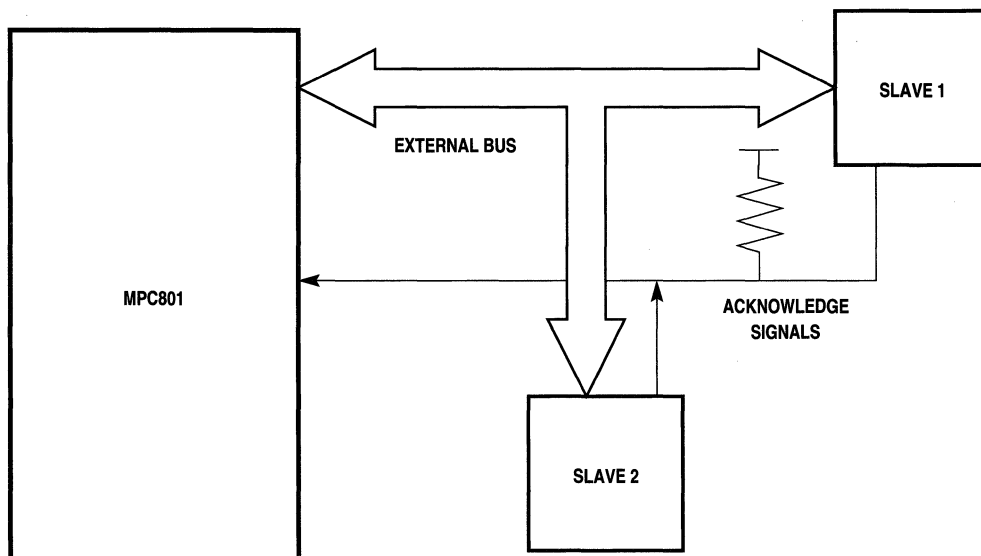 SLAVE 1
EXTERNAL BUS
MPC801
ACKNOWLEDGE
SIGNALS
SLAVE 2